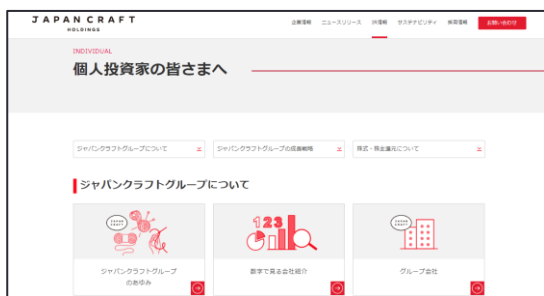 JAPAN CRAFT
HOLDINGS
企業情報 ニュースリリース IR情報 サステナビリティ 採用情報 お問い合わせ
INDIVIDUAL
個人投資家の皆さまへ
ジャパンクラフトグループについて ジャパンクラフトグループの成長戦略 株式・株主還元について
ジャパンクラフトグループについて
JAPAN CRAFT
123
JAPAN CRAFT
ジャパンクラフトグループ
のあゆみ
数字で見る会社紹介
グループ会社